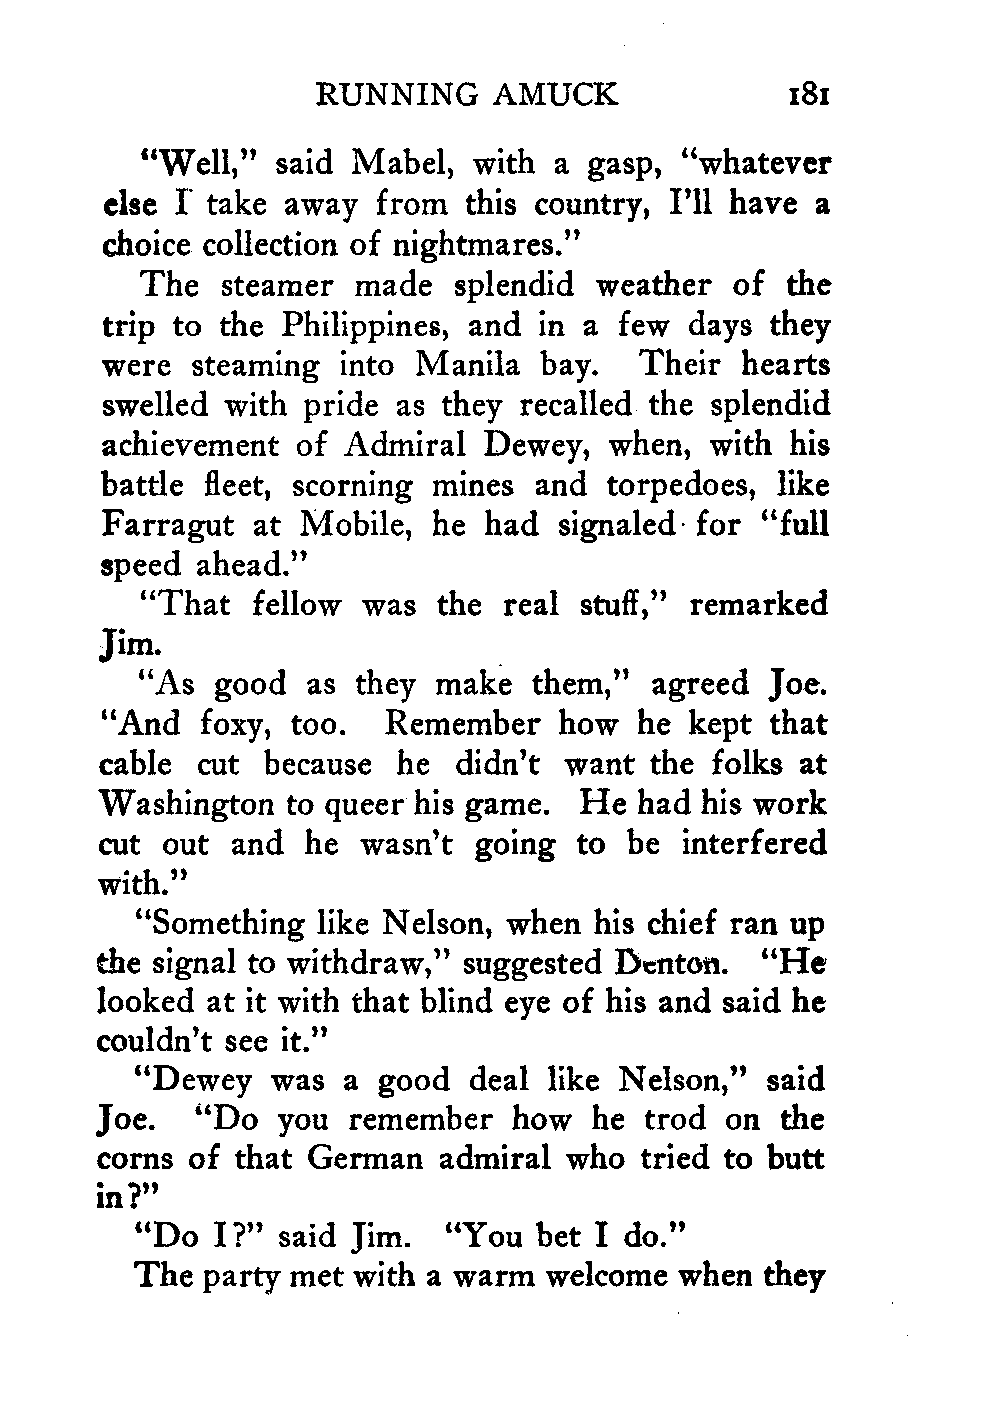 RUNNING AMUCK 181
“Well,” said Mabel, with a gasp, “whatever
else I take away from this country, I’ll have a
choice collection of nightmares.”
The steamer made splendid weather of the
trip to the Philippines, and in a few days they
were steaming into Manila bay. Their hearts
swelled with pride as they recalled the splendid
achievement of Admiral Dewey, when, with his
battle fleet, scorning mines and torpedoes, like
Farragut at Mobile, he had signaled for “full
speed ahead.”
“That fellow was the real stuff,” remarked
Jim.
“As good as they make them,” agreed Joe.
“And foxy, too. Remember how he kept that
cable cut because he didn’t want the folks at
Washington to queer his game. He had his work
cut out and he wasn’t going to be interfered
with.”
“Something like Nelson, when his chief ran up
the signal to withdraw,” suggested Denton. “He
looked at it with that blind eye of his and said he
couldn’t see it.”
“Dewey was a good deal like Nelson,” said
Joe. “Do you remember how he trod on the
corns of that German admiral who tried to butt
in?”
“Do I?” said Jim. “You bet I do.”
The party met with a warm welcome when they